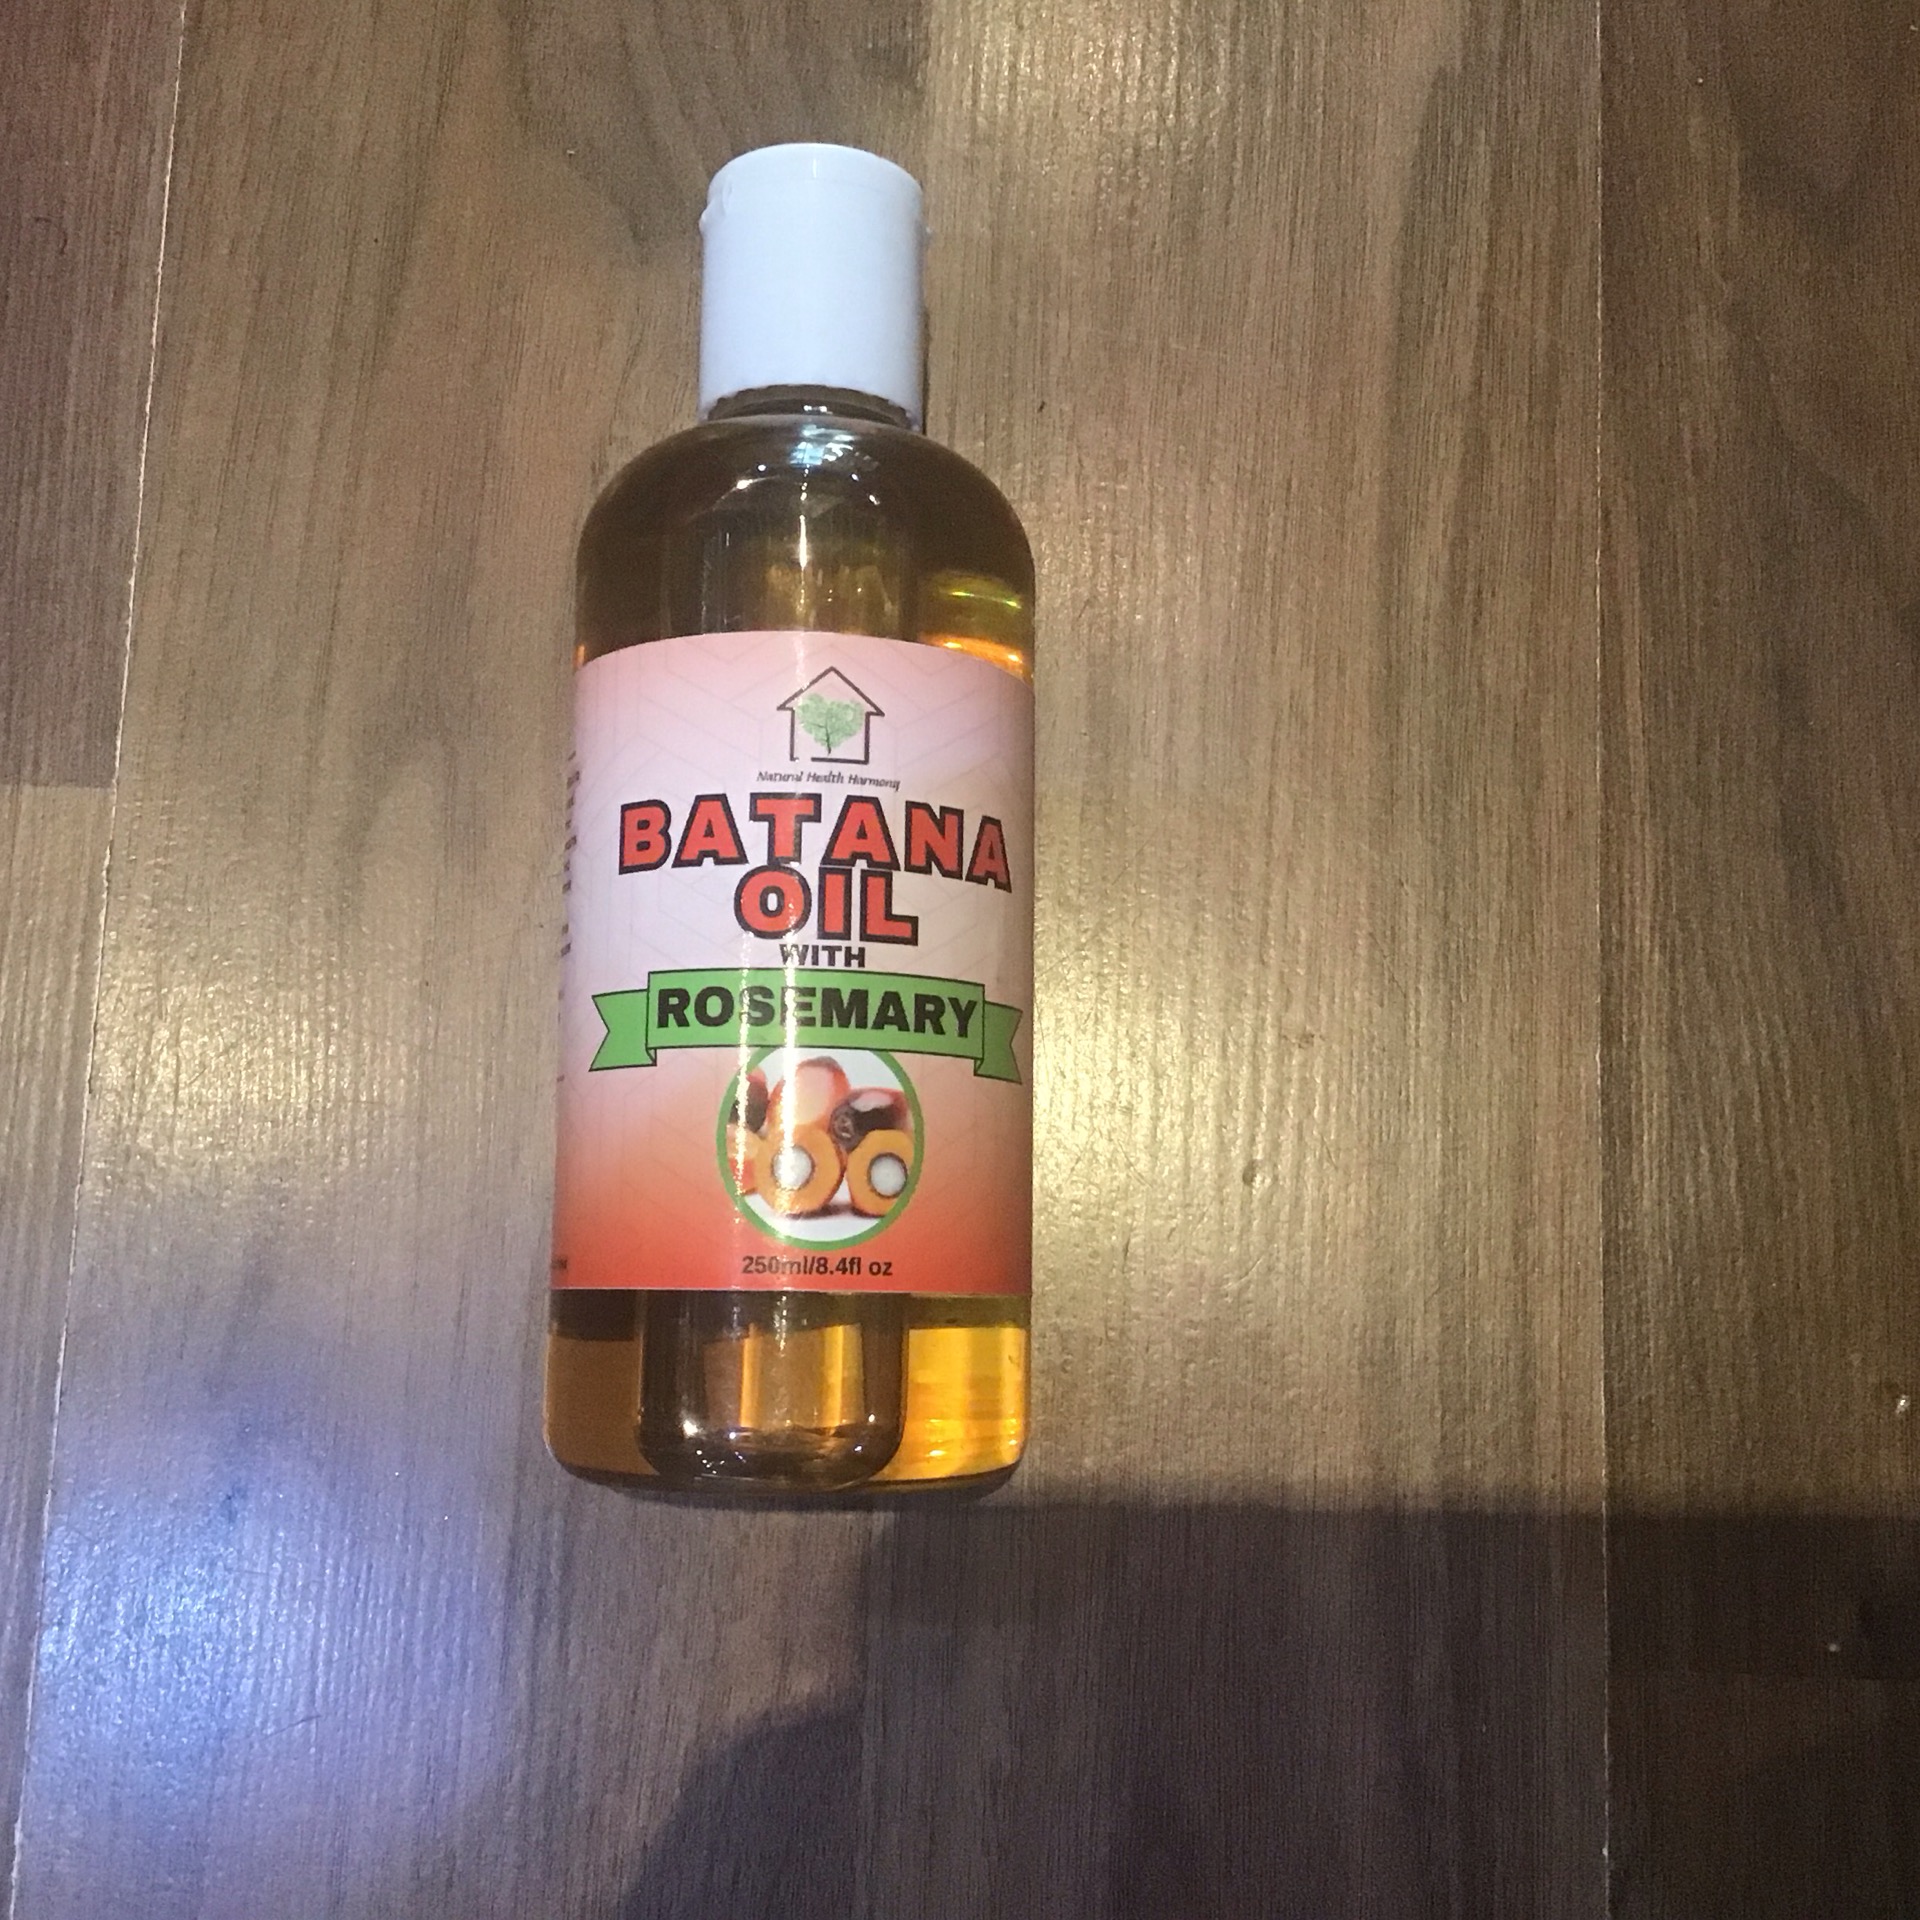 Natural Health Harmony
BATANA
OIL
WITH
ROSEMARY
250ml/8.4fl oz